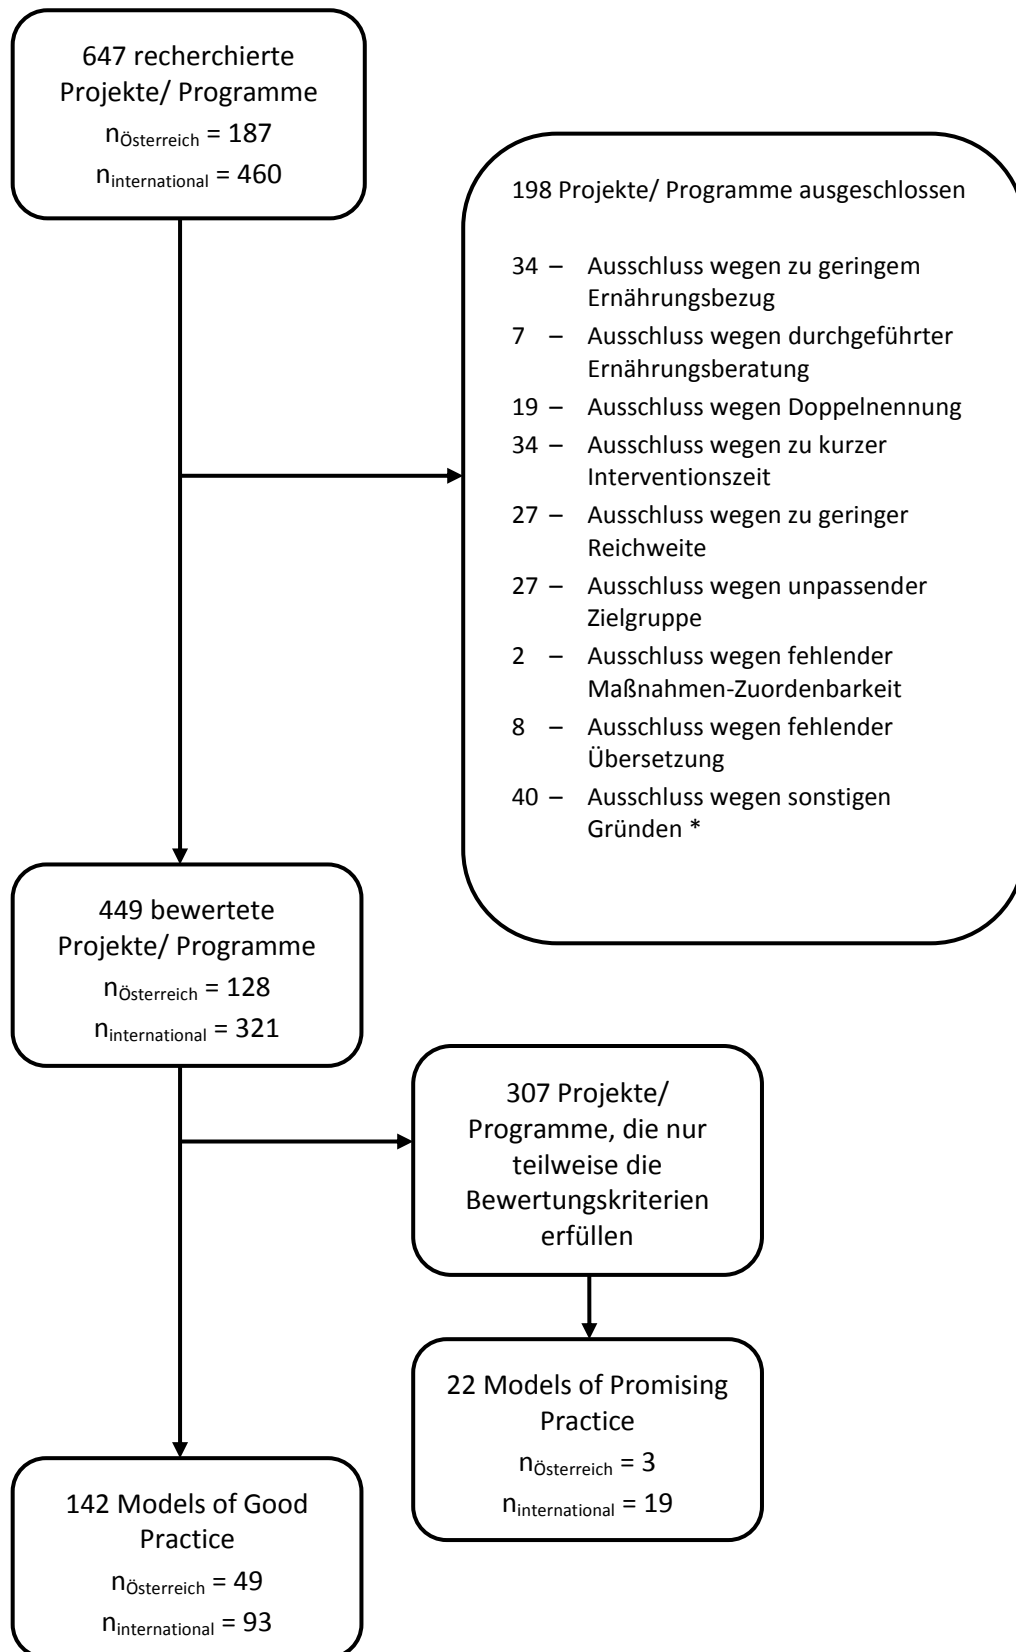 647 recherchierte
Projekte/ Programme
nÖsterreich = 187
ninternational = 460
198 Projekte/ Programme ausgeschlossen
34 – Ausschluss wegen zu geringem
Ernährungsbezug
7 – Ausschluss wegen durchgeführter
Ernährungsberatung
19 – Ausschluss wegen Doppelnennung
34 – Ausschluss wegen zu kurzer
Interventionszeit
27 – Ausschluss wegen zu geringer
Reichweite
27 – Ausschluss wegen unpassender
Zielgruppe
2 – Ausschluss wegen fehlender
Maßnahmen-Zuordenbarkeit
8 – Ausschluss wegen fehlender
Übersetzung
40 – Ausschluss wegen sonstigen
Gründen *
449 bewertete
Projekte/ Programme
nÖsterreich = 128
ninternational = 321
307 Projekte/
Programme, die nur
teilweise die
Bewertungskriterien
erfüllen
22 Models of Promising
Practice
nÖsterreich = 3
ninternational = 19
142 Models of Good
Practice
nÖsterreich = 49
ninternational = 93